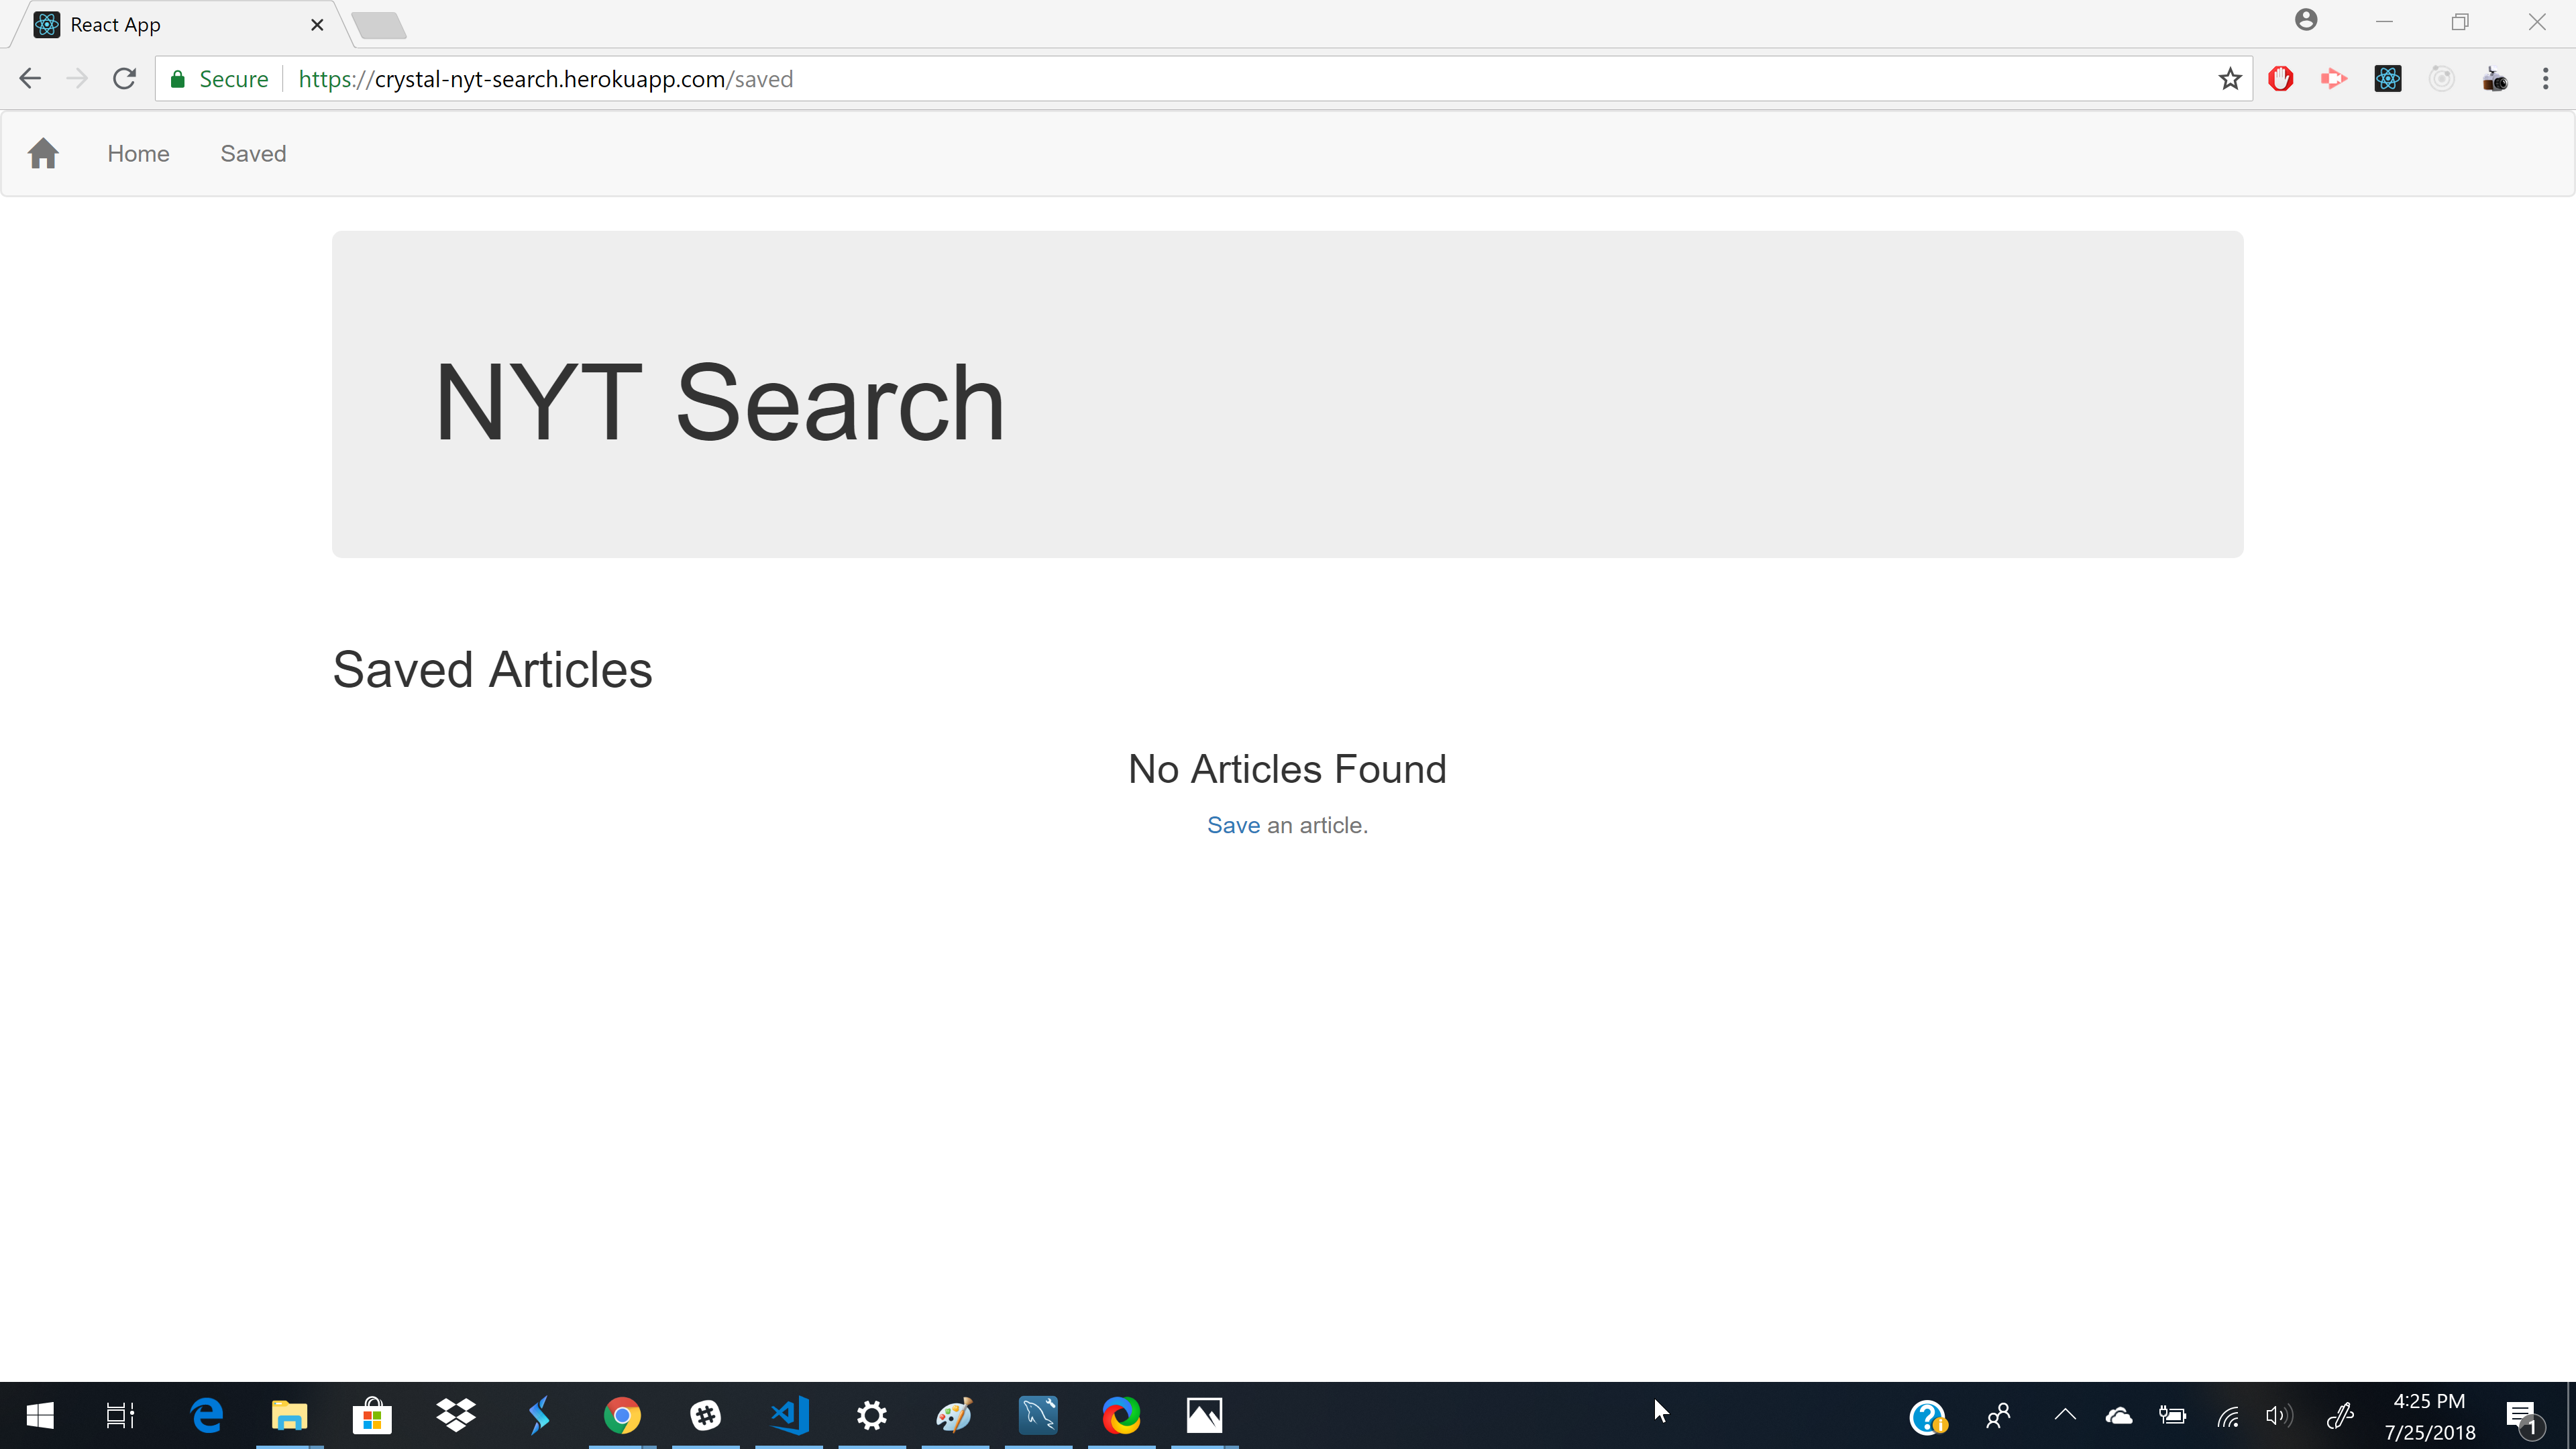 React App
Secure https://crystal-nyt-search.herokuapp.com/saved
Home Saved
NYT Search
Saved Articles
No Articles Found
Save an article.
4:25 PM
7/25/2018
1